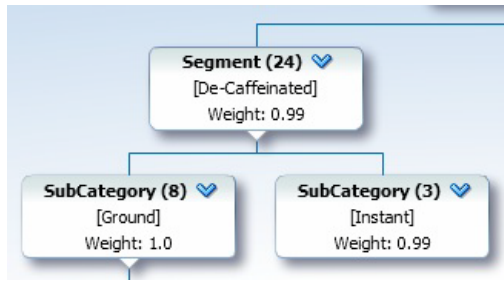 Segment (24)
[De-Caffeinated]
Weight: 0.99
SubCategory (8)
[Ground]
Weight: 1.0
SubCategory (3)
[Instant]
Weight: 0.99